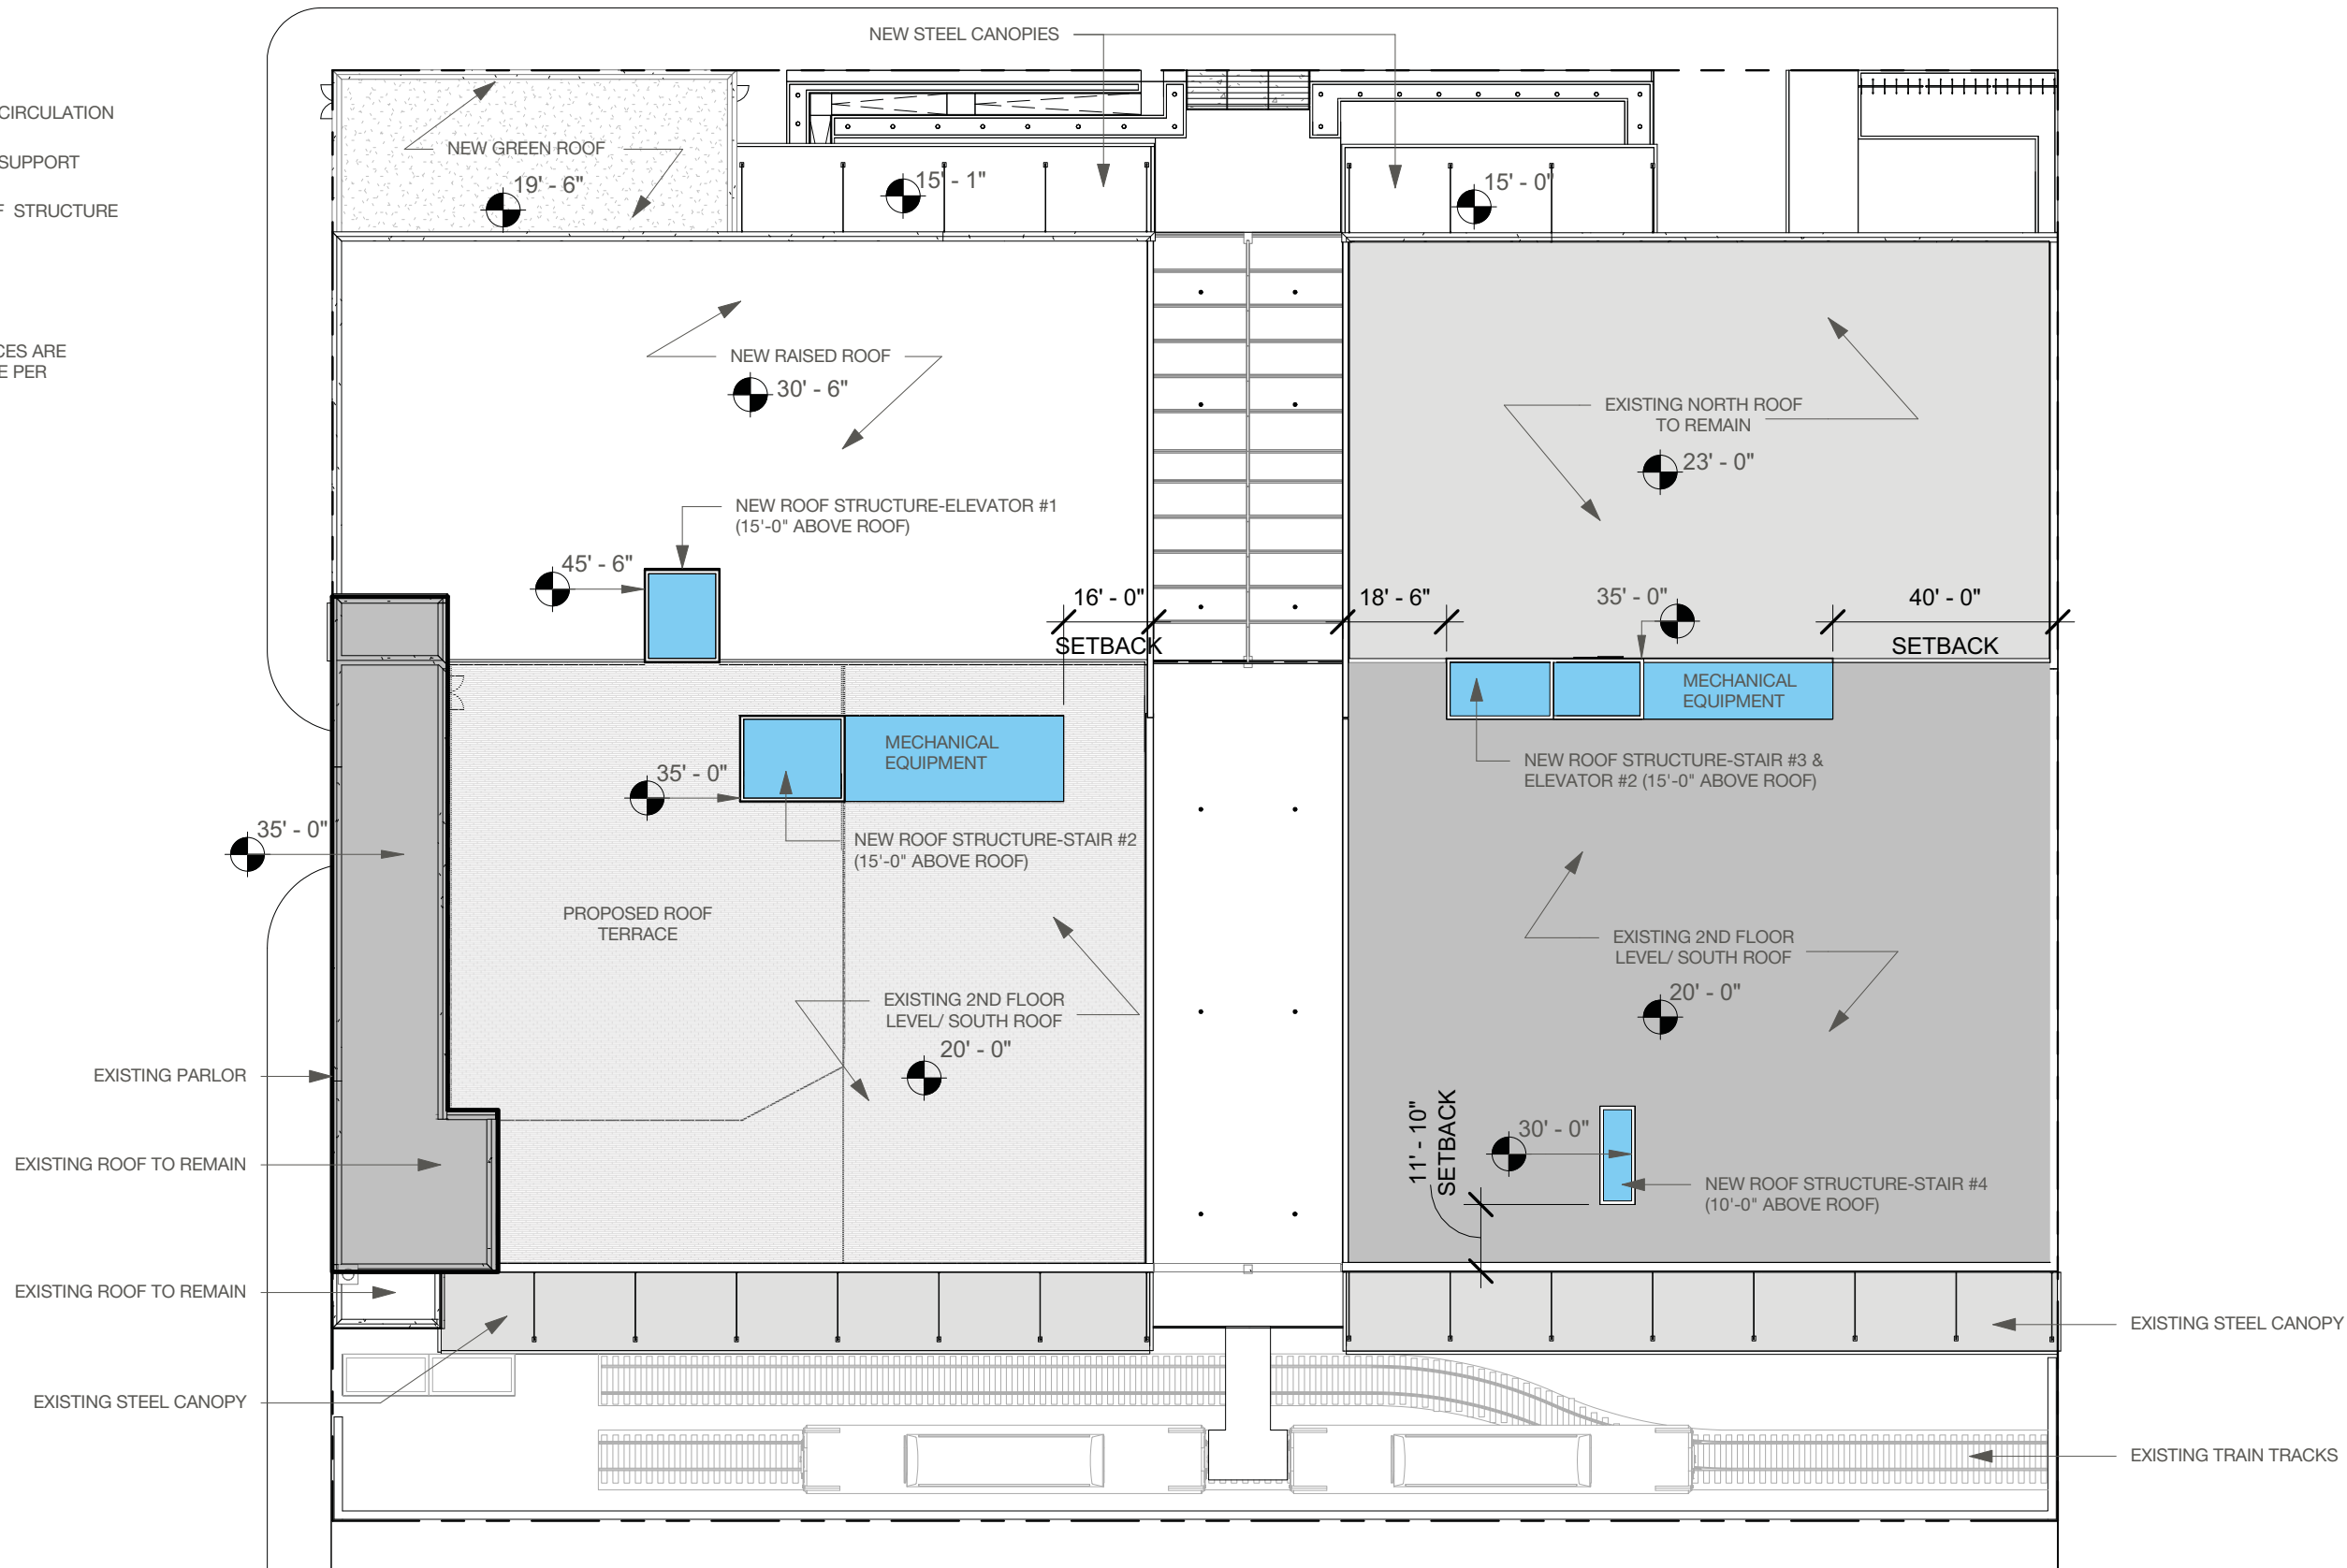 NEW STEEL CANOPIES
CIRCULATION
SUPPORT
STRUCTURE
CES ARE
E PER
NEW GREEN ROOF
19' - 6"
15' - 1"
15' - 0"
NEW RAISED ROOF
30' - 6"
EXISTING NORTH ROOF
TO REMAIN
23' - 0"
NEW ROOF STRUCTURE-ELEVATOR #1
(15'-0" ABOVE ROOF)
45' - 6"
16' - 0"
SETBACK
18' - 6"
35' - 0"
40' - 0"
SETBACK
MECHANICAL
EQUIPMENT
MECHANICAL
EQUIPMENT
35' - 0"
NEW ROOF STRUCTURE-STAIR #3 &
ELEVATOR #2 (15'-0" ABOVE ROOF)
35' - 0"
NEW ROOF STRUCTURE-STAIR #2
(15'-0" ABOVE ROOF)
PROPOSED ROOF
TERRACE
EXISTING 2ND FLOOR
LEVEL/ SOUTH ROOF
20' - 0"
EXISTING 2ND FLOOR
LEVEL/ SOUTH ROOF
20' - 0"
EXISTING PARLOR
11' - 10"
SETBACK
30' - 0"
EXISTING ROOF TO REMAIN
NEW ROOF STRUCTURE-STAIR #4
(10'-0" ABOVE ROOF)
EXISTING ROOF TO REMAIN
EXISTING STEEL CANOPY
EXISTING STEEL CANOPY
EXISTING TRAIN TRACKS